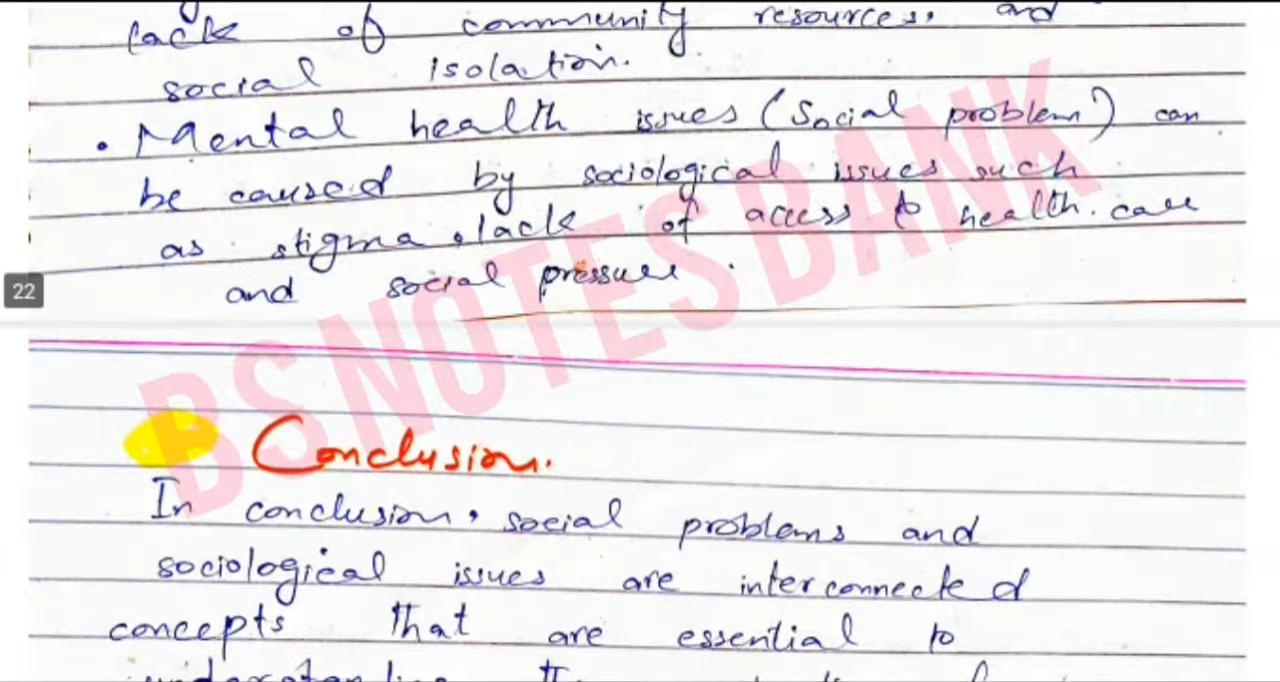 lack of community resources, and
social isolation.
• Mental health issues (Social problem) can
be caused by sociological issues such
as stigma, lack of access to health care
and social pressure.
22
BS NOTES BANK
Conclusion.
In conclusion, social problems and
sociological issues are interconnected
concepts that are essential to
understanding the